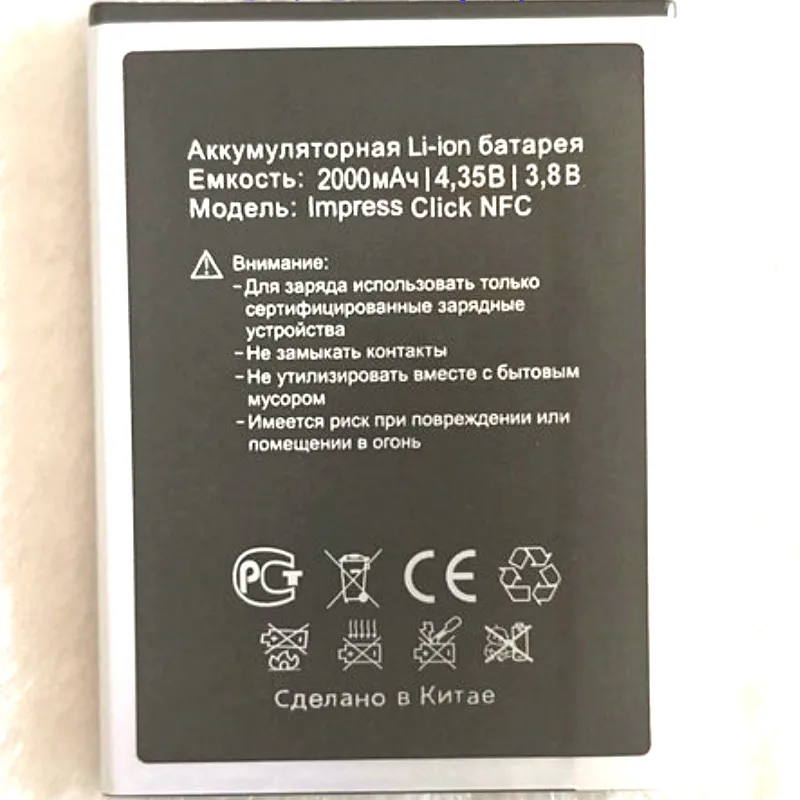 Аккумуляторная Li-ion батарея
Емкость: 2000мАч|4,35В|3,8В
Модель: Impress Click NFC
Внимание:
-Для заряда использовать только
сертифицированные зарядные
устройства
-Не замыкать контакты
-Не утилизировать вместе с бытовым
мусором
-Имеется риск при повреждении или
помещении в огонь
РСТ CE
Сделано в Китае